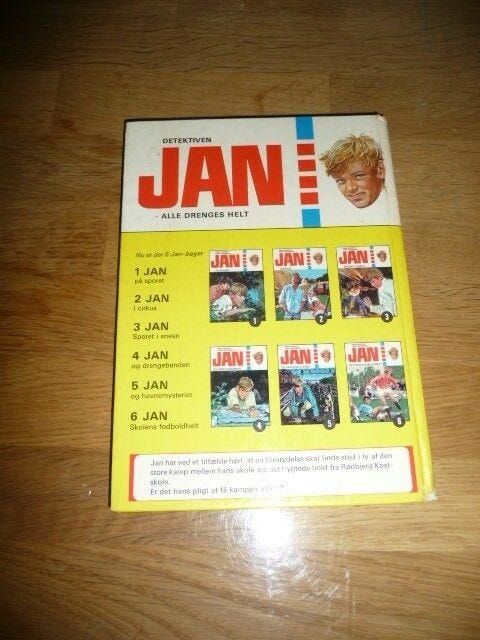 DETEKTIVEN
JAN
- ALLE DRENGES HELT
Nu er der 6 Jan-bøger
1 JAN
på sporet
2 JAN
i cirkus
3 JAN
Sporet i sneen
4 JAN
og drengebanden
5 JAN
og havnemysteriet
6 JAN
Skolens fodboldhelt
JAN
1
JAN
2
JAN
3
JAN
4
JAN
5
JAN
6
Jan har ved et tilfælde hørt, at en forbrydelse skal finde sted i ly af den
store kamp mellem hans skole og det frygtede hold fra Rødbjerg Kost-
skole.
Er det hans pligt at få kampen aflyst?